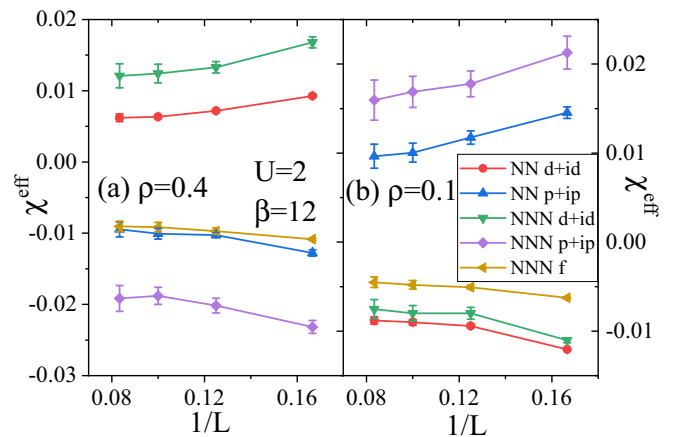 0.02
0.01
0.00
-0.01
-0.02
-0.03
χ^eff
(a) ρ=0.4
U=2
β=12
0.08
0.12
0.16
1/L
(b) ρ=0.1
NN d+id
NN p+ip
NNN d+id
NNN p+ip
NNN f
0.08
0.12
0.16
1/L
0.02
0.01
0.00
-0.01
χ^eff